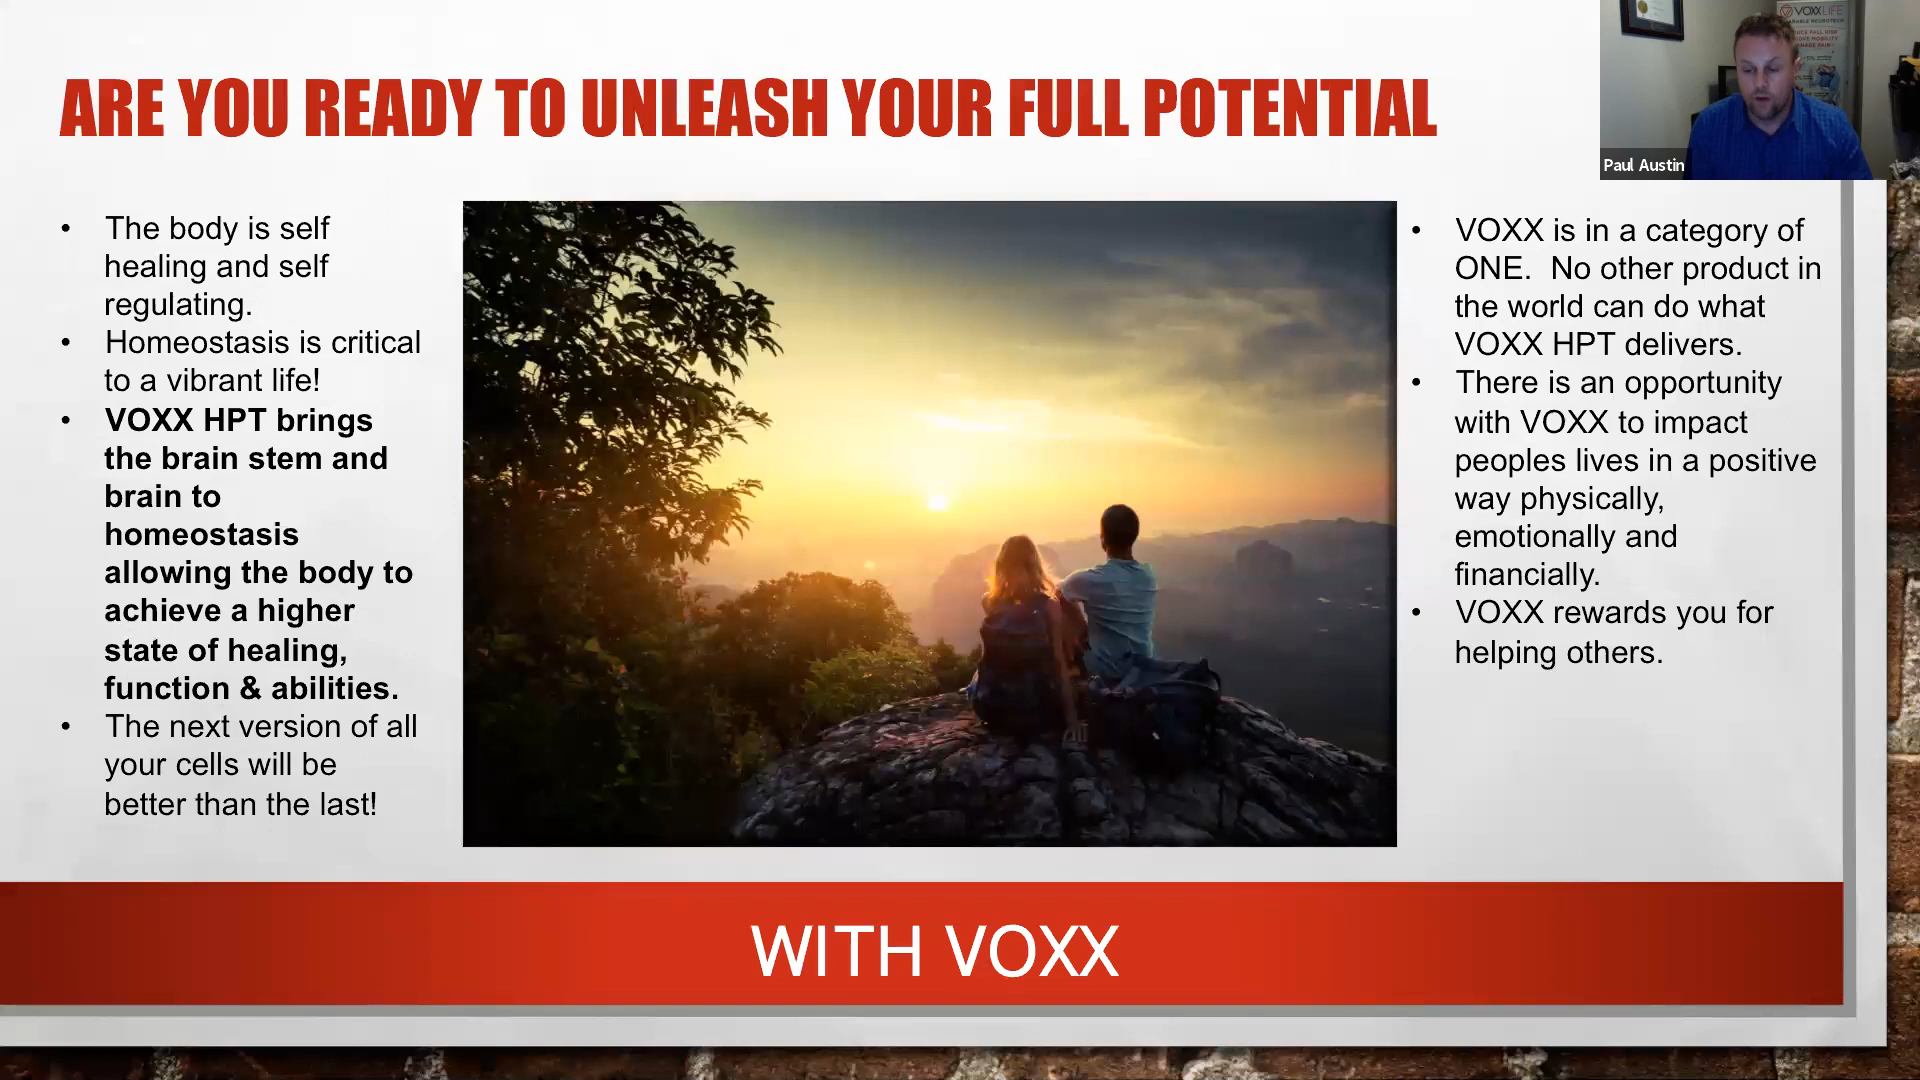 ARE YOU READY TO UNLEASH YOUR FULL POTENTIAL
VOXXLIFE
Paul Austin
• The body is self
healing and self
regulating.
• Homeostasis is critical
to a vibrant life!
• VOXX HPT brings
the brain stem and
brain to
homeostasis
allowing the body to
achieve a higher
state of healing,
function & abilities.
• The next version of all
your cells will be
better than the last!
• VOXX is in a category of
ONE.  No other product in
the world can do what
VOXX HPT delivers.
• There is an opportunity
with VOXX to impact
peoples lives in a positive
way physically,
emotionally and
financially.
• VOXX rewards you for
helping others.
WITH VOXX